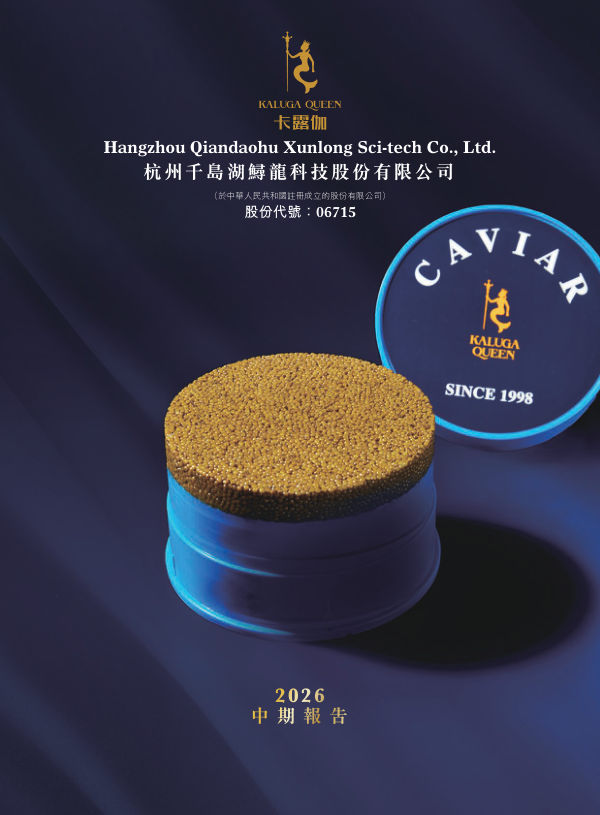 KALUGA QUEEN
卡露伽
Hangzhou Qiandaohu Xunlong Sci-tech Co., Ltd.
杭州千島湖鱘龍科技股份有限公司
（於中華人民共和國註冊成立的股份有限公司）
股份代號：06715
CAVIAR
KALUGA
QUEEN
SINCE 1998
2026
中期報告